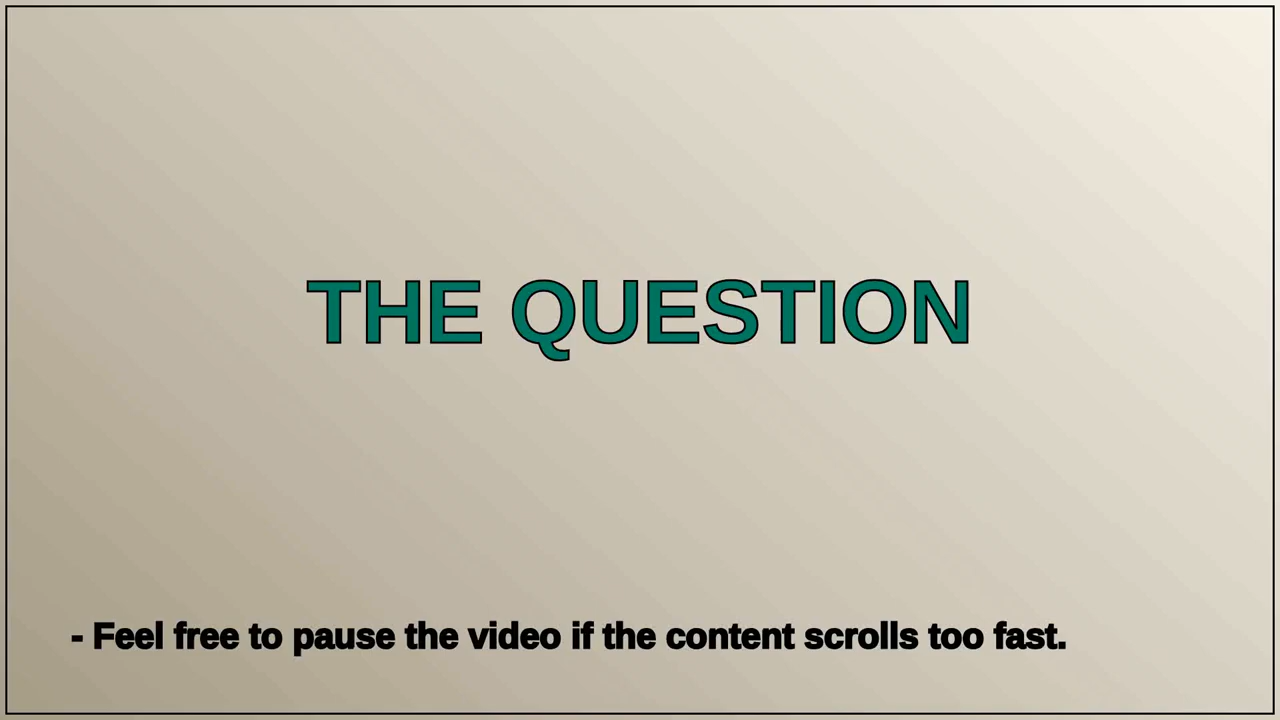 THE QUESTION
- Feel free to pause the video if the content scrolls too fast.